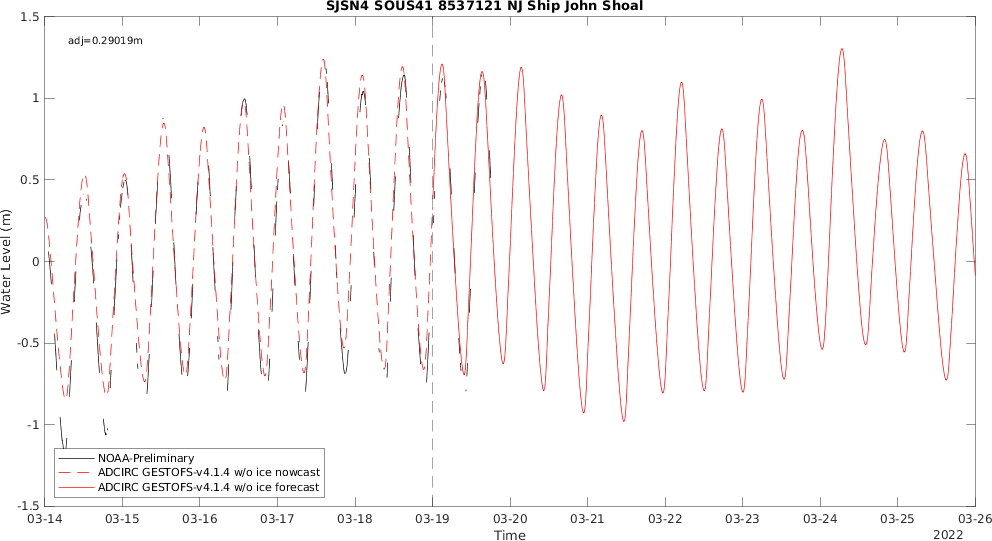 SJSN4 SOUS41 8537121 NJ Ship John Shoal
adj=0.29019m
1.5
1
0.5
0
-0.5
-1
-1.5
Water Level (m)
NOAA-Preliminary
ADCIRC GESTOFS-v4.1.4 w/o ice nowcast
ADCIRC GESTOFS-v4.1.4 w/o ice forecast
03-14 03-15 03-16 03-17 03-18 03-19 03-20 03-21 03-22 03-23 03-24 03-25 03-26
Time
2022